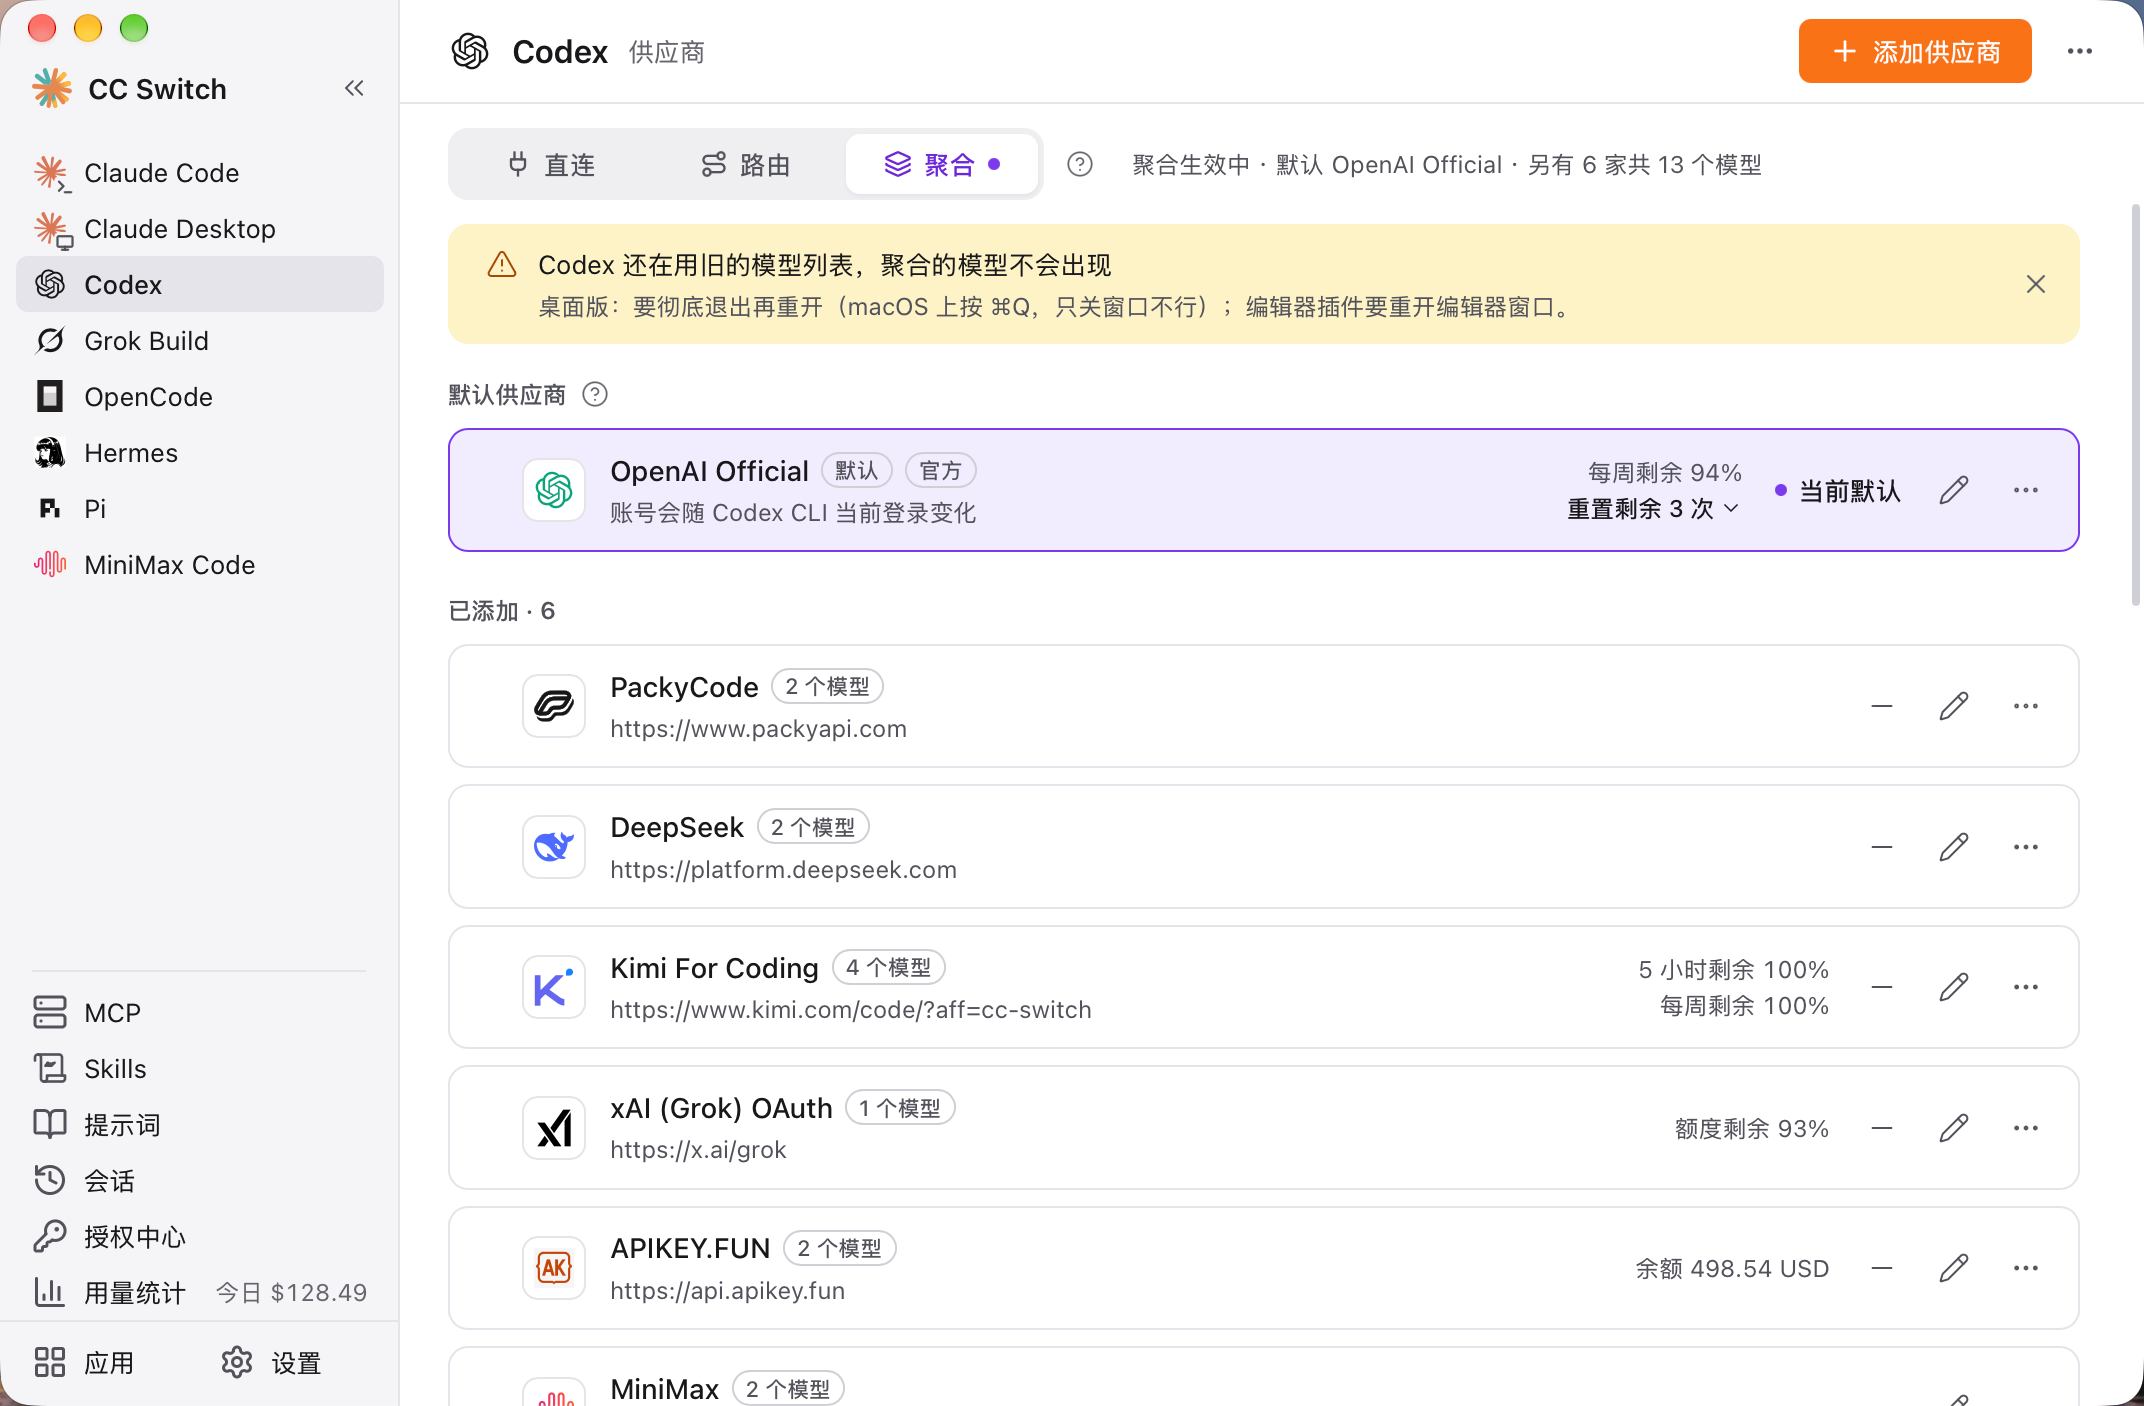 CC Switch
Claude Code
Claude Desktop
Codex
Grok Build
OpenCode
Hermes
Pi
MiniMax Code
MCP
Skills
提示词
会话
授权中心
用量统计 今日 $128.49
应用 设置
Codex 供应商
添加供应商
直连 路由 聚合
聚合生效中 · 默认 OpenAI Official · 另有 6 家共 13 个模型
Codex 还在用旧的模型列表，聚合的模型不会出现
桌面版：要彻底退出再重开（macOS 上按 ⌘Q，只关窗口不行）；编辑器插件要重开编辑器窗口。
默认供应商
OpenAI Official 默认 官方
账号会随 Codex CLI 当前登录变化
每周剩余 94%
重置剩余 3 次
当前默认
已添加 · 6
PackyCode 2 个模型
https://www.packyapi.com
DeepSeek 2 个模型
https://platform.deepseek.com
Kimi For Coding 4 个模型
https://www.kimi.com/code/?aff=cc-switch
5 小时剩余 100%
每周剩余 100%
xAI (Grok) OAuth 1 个模型
https://x.ai/grok
额度剩余 93%
AK
APIKEY.FUN 2 个模型
https://api.apikey.fun
余额 498.54 USD
MiniMax 2 个模型